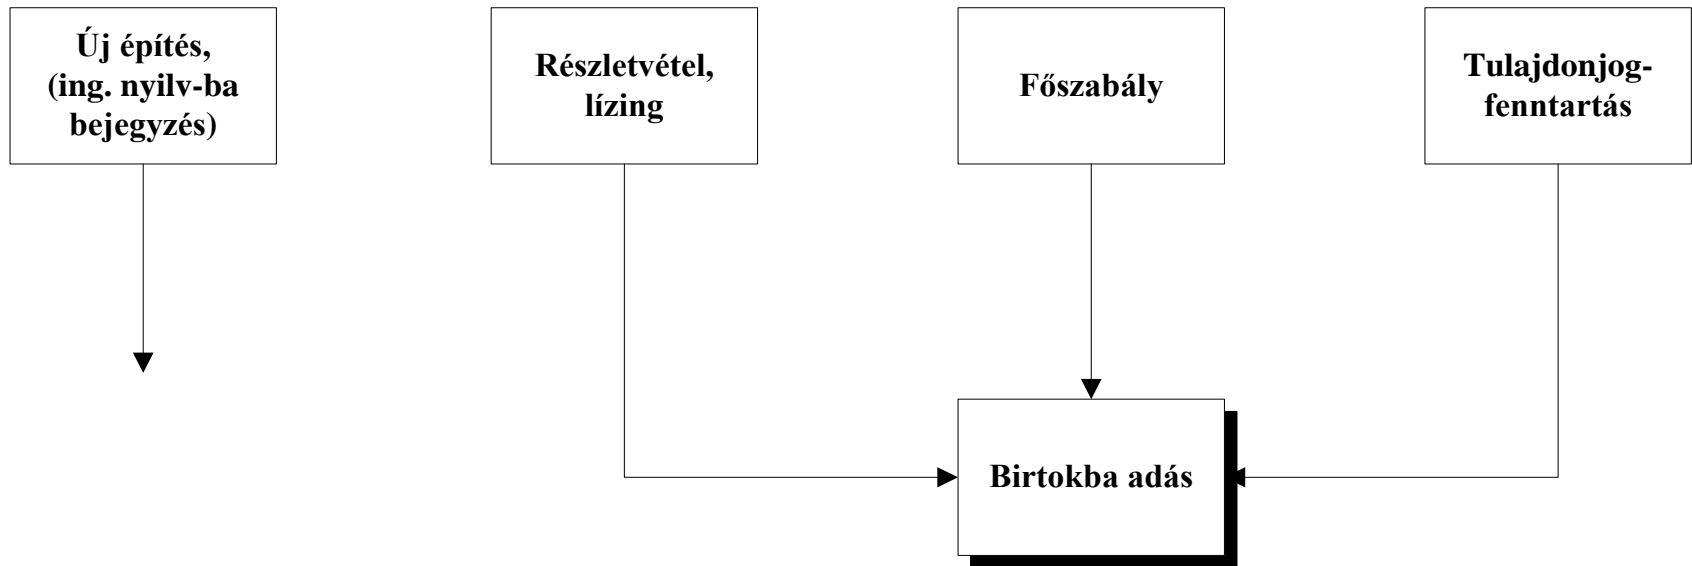 Új építés,
(ing. nyilv-ba
bejegyzés)
Részletvétel,
lízing
Főszabály
Tulajdonjog-
fenntartás
Birtokba adás